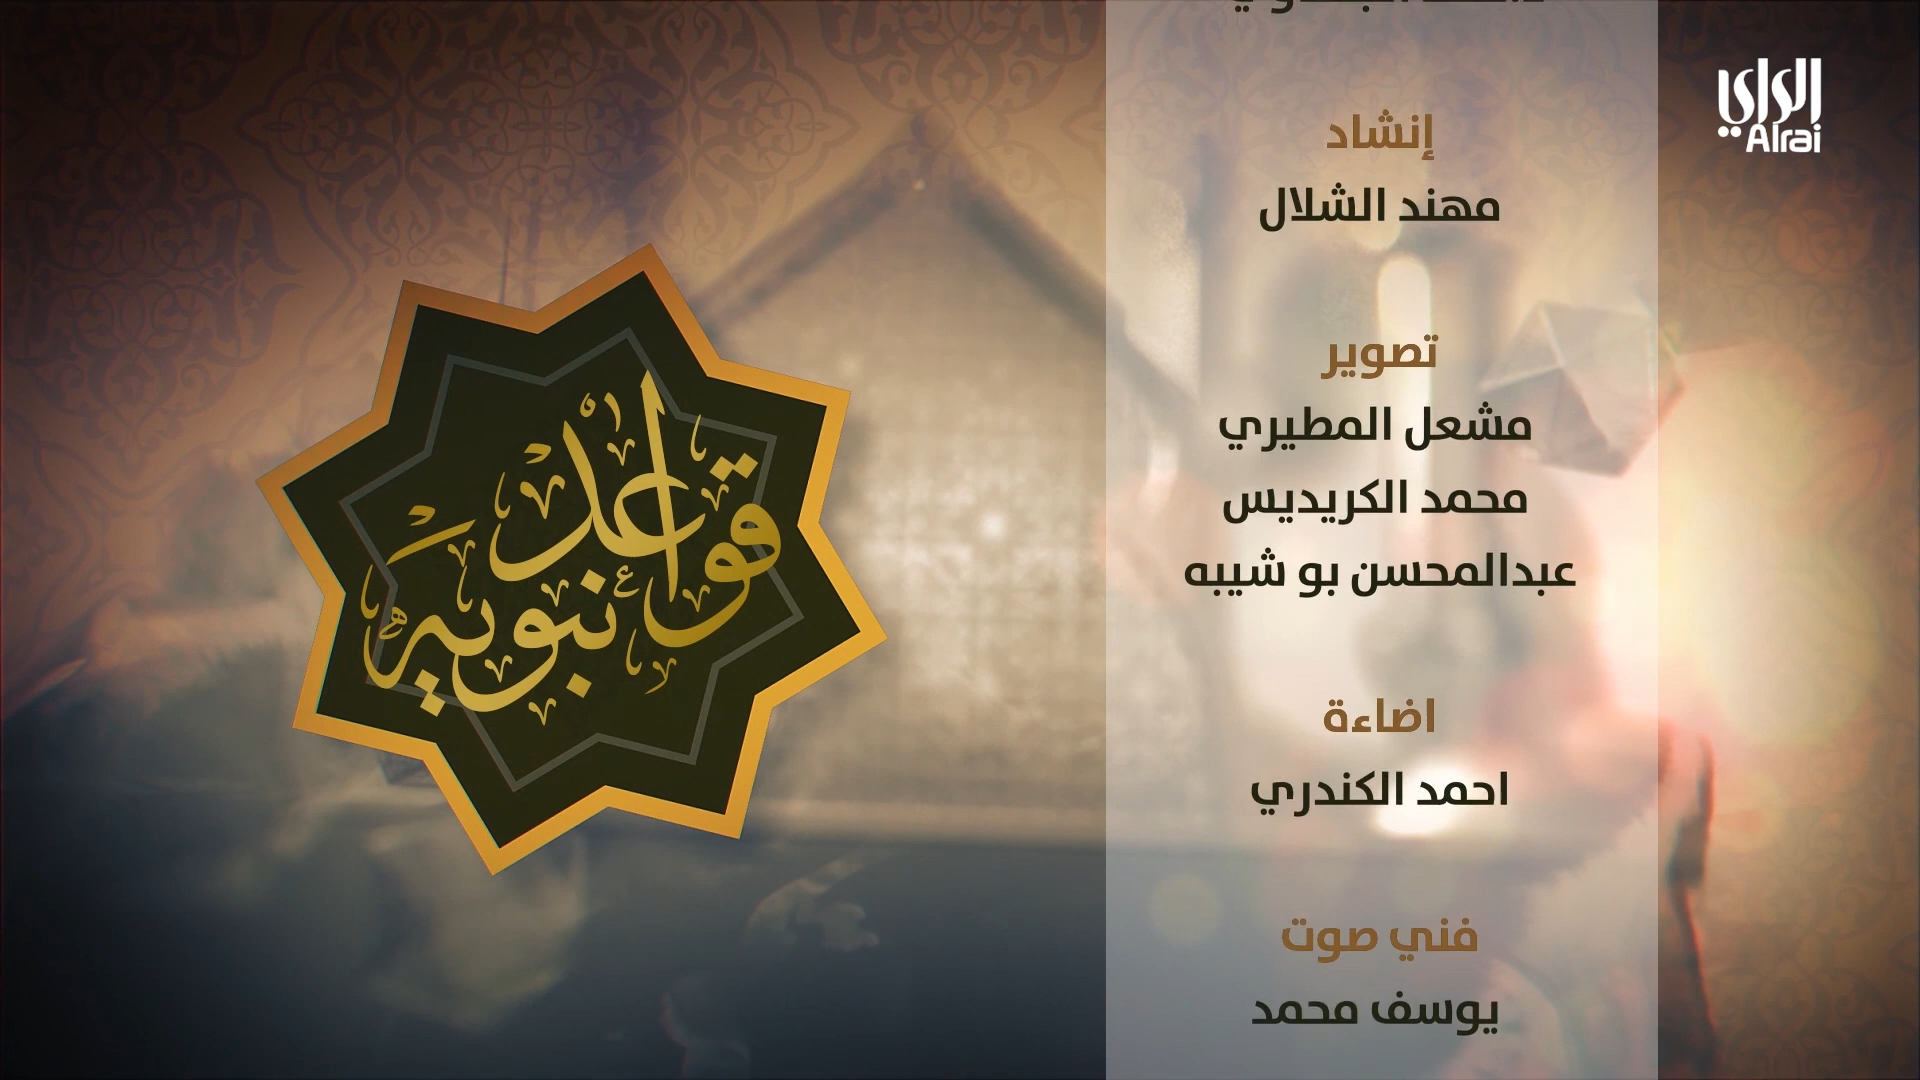 الراي
Alrai
قواعد
نبوية
إنشاد
مهند الشلال
تصوير
مشعل المطيري
محمد الكريديس
عبدالمحسن بو شيبه
اضاءة
احمد الكندري
فني صوت
يوسف محمد